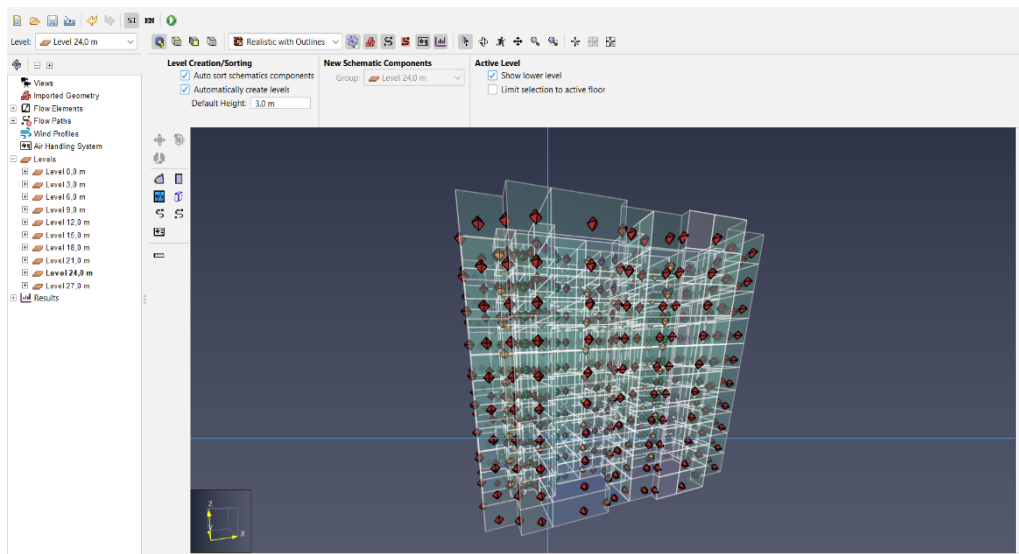 SI EN
Level: Level 24,0 m
Realistic with Outlines
Level Creation/Sorting
Auto sort schematics components
Automatically create levels
Default Height: 3,0 m
New Schematic Components
Group: Level 24,0 m
Active Level
Show lower level
Limit selection to active floor
Views
Imported Geometry
Flow Elements
Flow Paths
Wind Profiles
Air Handling System
Levels
Level 0,0 m
Level 3,0 m
Level 6,0 m
Level 9,0 m
Level 12,0 m
Level 15,0 m
Level 18,0 m
Level 21,0 m
Level 24,0 m
Level 27,0 m
Results
Z
Y
X